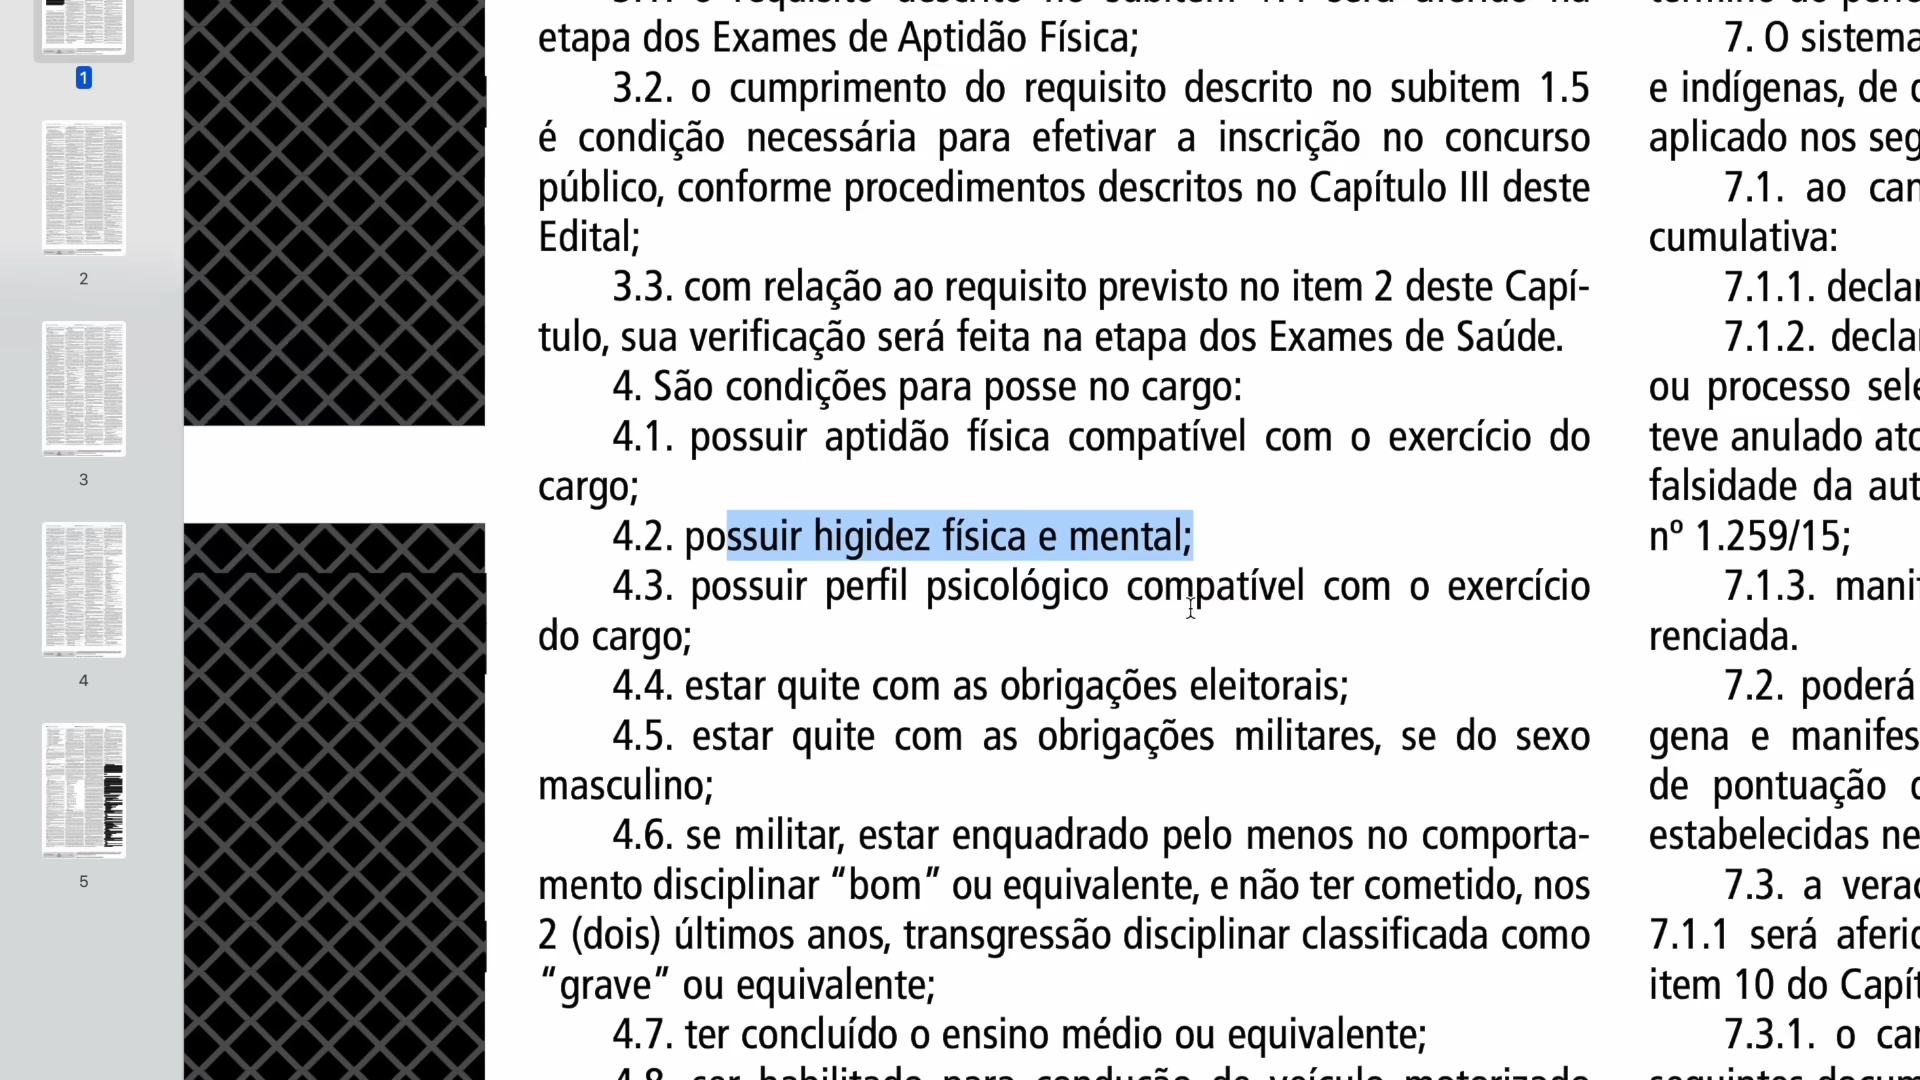 etapa dos Exames de Aptidão Física;
3.2. o cumprimento do requisito descrito no subitem 1.5
é condição necessária para efetivar a inscrição no concurso
público, conforme procedimentos descritos no Capítulo III deste
Edital;
3.3. com relação ao requisito previsto no item 2 deste Capí-
tulo, sua verificação será feita na etapa dos Exames de Saúde.
4. São condições para posse no cargo:
4.1. possuir aptidão física compatível com o exercício do
cargo;
4.2. possuir higidez física e mental;
4.3. possuir perfil psicológico compatível com o exercício
do cargo;
4.4. estar quite com as obrigações eleitorais;
4.5. estar quite com as obrigações militares, se do sexo
masculino;
4.6. se militar, estar enquadrado pelo menos no comporta-
mento disciplinar “bom” ou equivalente, e não ter cometido, nos
2 (dois) últimos anos, transgressão disciplinar classificada como
“grave” ou equivalente;
4.7. ter concluído o ensino médio ou equivalente;
7. O sistema
e indígenas, de
aplicado nos seg
7.1. ao can
cumulativa:
7.1.1. declar
7.1.2. declar
ou processo sele
teve anulado ato
falsidade da aut
nº 1.259/15;
7.1.3. manif
renciada.
7.2. poderá
gena e manifes
de pontuação
estabelecidas ne
7.3. a verac
7.1.1 será aferid
item 10 do Capít
7.3.1. o can
1
2
3
4
5